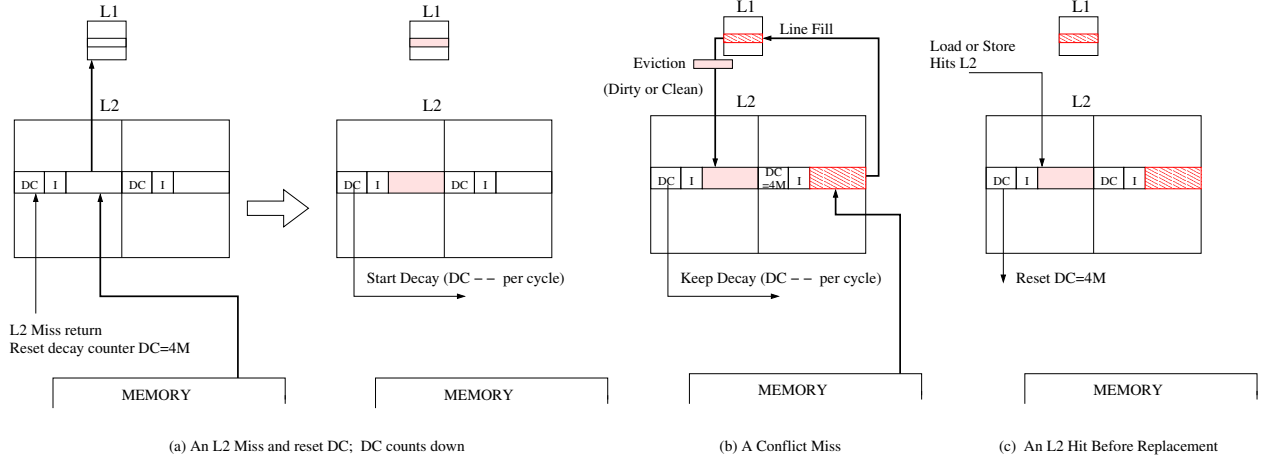 L1
L2
DC
I
DC
I
L2 Miss return
Reset decay counter DC=4M
MEMORY
L1
L2
DC
I
DC
I
Start Decay (DC − − per cycle)
MEMORY
(a) An L2 Miss and reset DC; DC counts down
L1
Line Fill
Eviction
(Dirty or Clean)
L2
DC
I
DC
=4M
I
Keep Decay (DC − − per cycle)
MEMORY
(b) A Conflict Miss
L1
Load or Store
Hits L2
L2
DC
I
DC
I
Reset DC=4M
MEMORY
(c) An L2 Hit Before Replacement